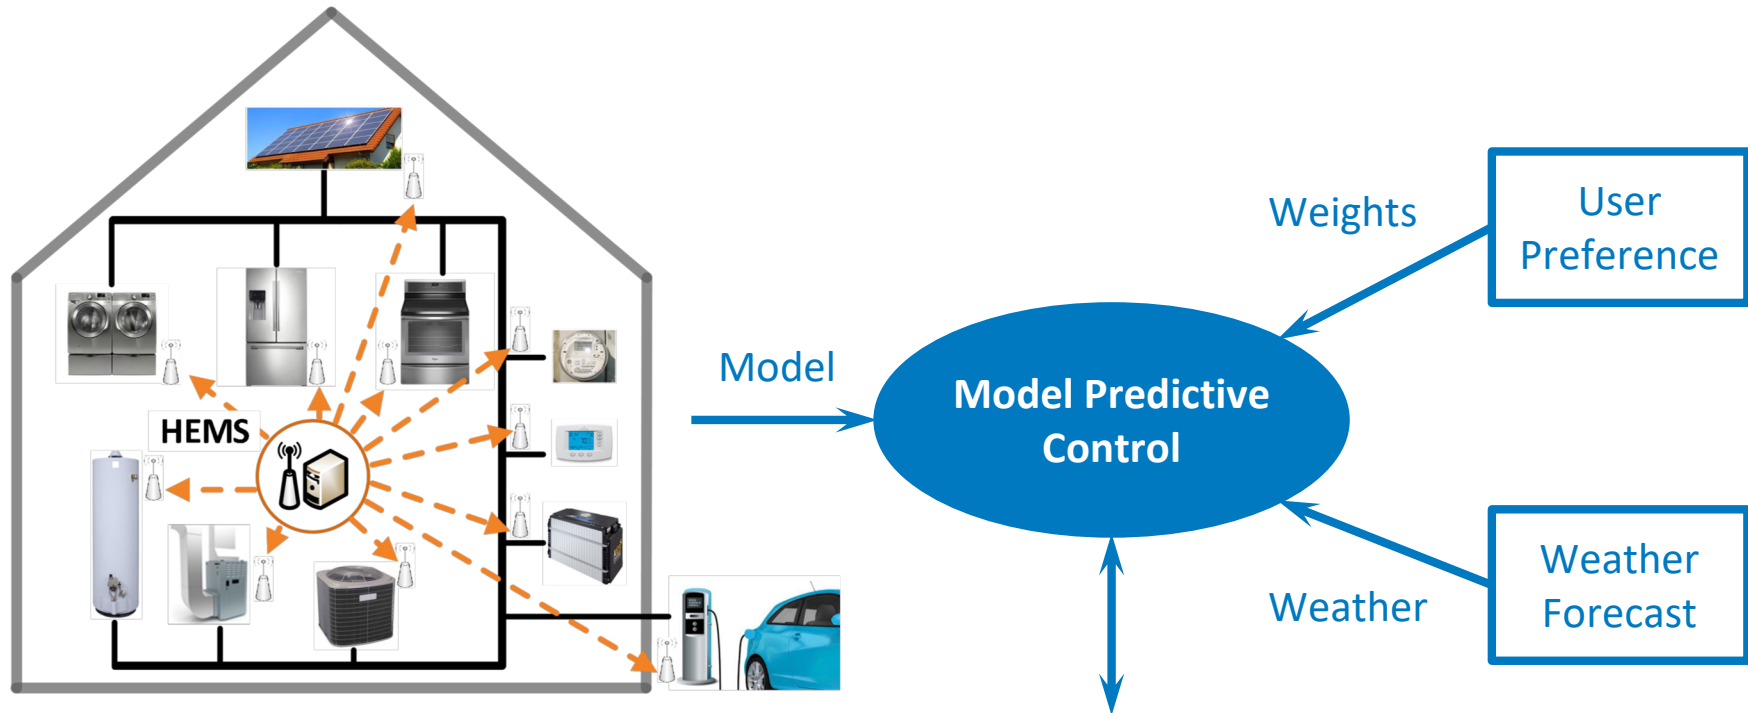 HEMS
Model
Model Predictive
Control
Weights
User
Preference
Weather
Weather
Forecast